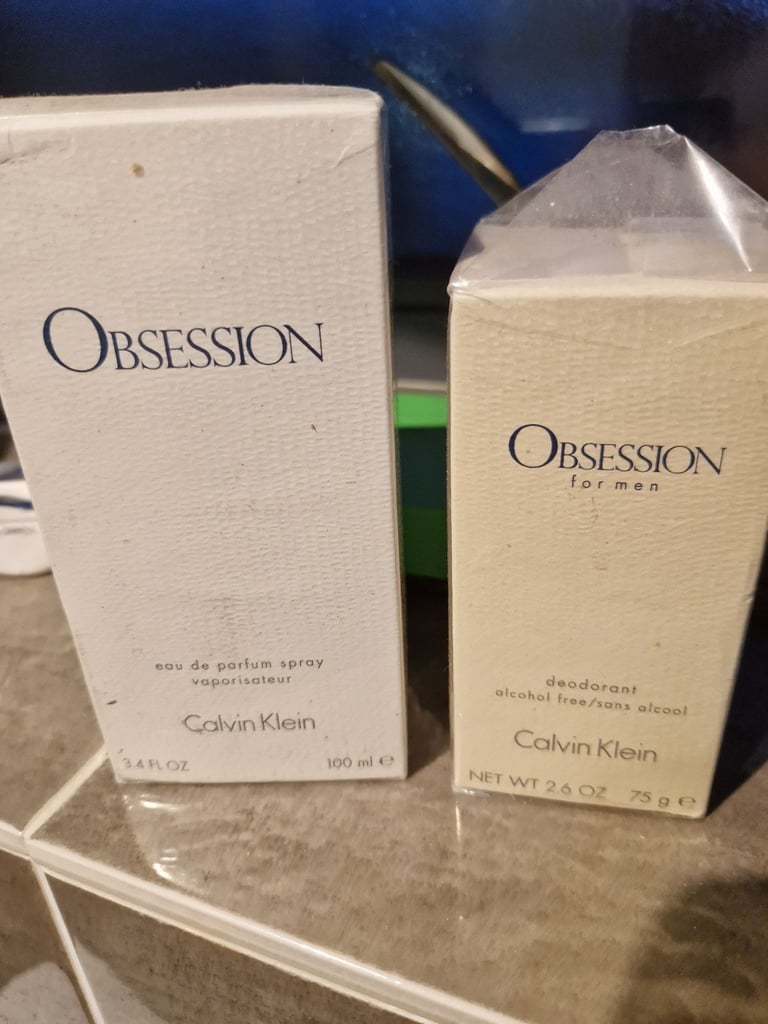 OBSESSION
eau de parfum spray
vaporisateur
Calvin Klein
3.4 FL OZ 100 ml ℮
OBSESSION
for men
deodorant
alcohol free/sans alcool
Calvin Klein
NET WT 2.6 OZ 75 g ℮